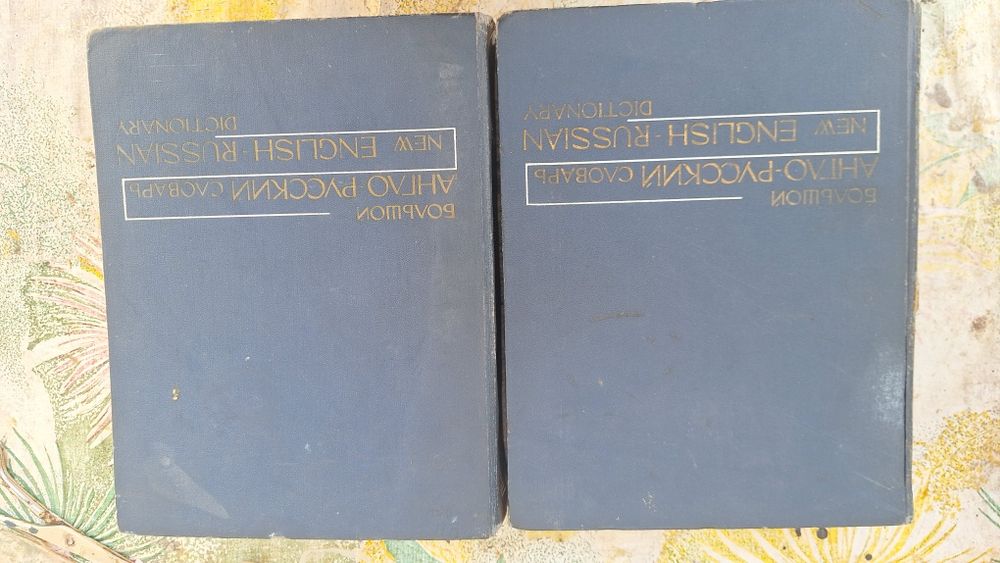 БОЛЬШОЙ
АНГЛО-РУССКИЙ СЛОВАРЬ
NEW ENGLISH-RUSSIAN
DICTIONARY
БОЛЬШОЙ
АНГЛО-РУССКИЙ СЛОВАРЬ
NEW ENGLISH-RUSSIAN
DICTIONARY